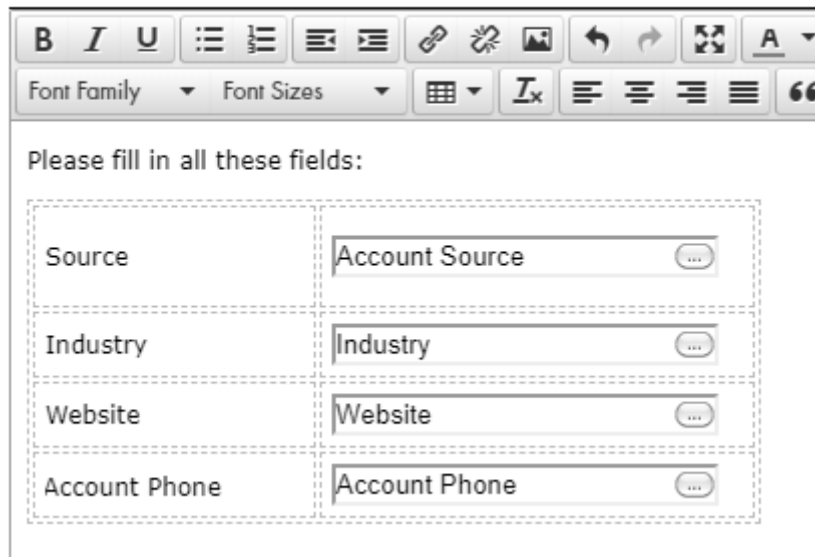 B I U
A
Font Family Font Sizes
Please fill in all these fields:
Source Account Source ...
Industry Industry ...
Website Website ...
Account Phone Account Phone ...